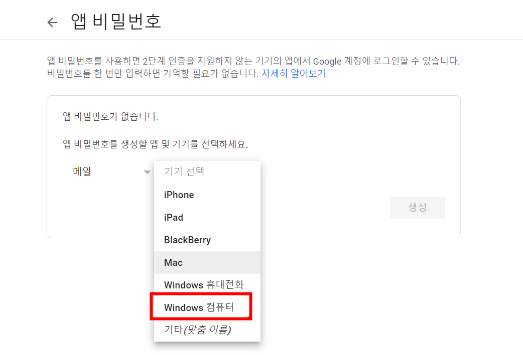 ← 앱 비밀번호
앱 비밀번호를 사용하면 2단계 인증을 지원하지 않는 기기의 앱에서 Google 계정에 로그인할 수 있습니다.
비밀번호를 한 번만 입력하면 기억할 필요가 없습니다. 자세히 알아보기
앱 비밀번호가 없습니다.
앱 비밀번호를 생성할 앱 및 기기를 선택하세요.
메일
기기 선택
iPhone
iPad
BlackBerry
Mac
Windows 휴대전화
Windows 컴퓨터
기타(맞춤 이름)
생성